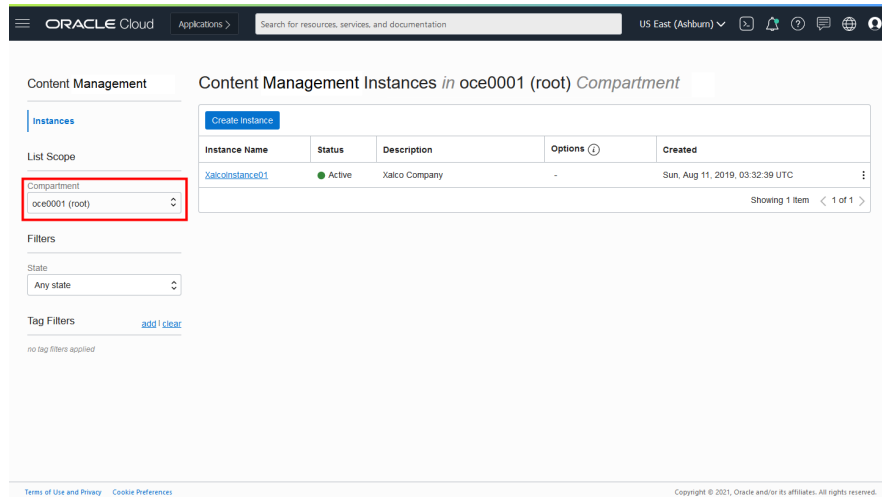 ORACLE Cloud Applications > Search for resources, services, and documentation US East (Ashburn)
Content Management
Content Management Instances in oce0001 (root) Compartment
Instances
Create Instance
Instance Name Status Description Options Created
List Scope
XalcoInstance01 Active Xalco Company - Sun, Aug 11, 2019, 03:32:39 UTC
Compartment
oce0001 (root)
Showing 1 Item < 1 of 1 >
Filters
State
Any state
Tag Filters add | clear
no tag filters applied
Terms of Use and Privacy Cookie Preferences Copyright © 2021, Oracle and/or its affiliates. All rights reserved.